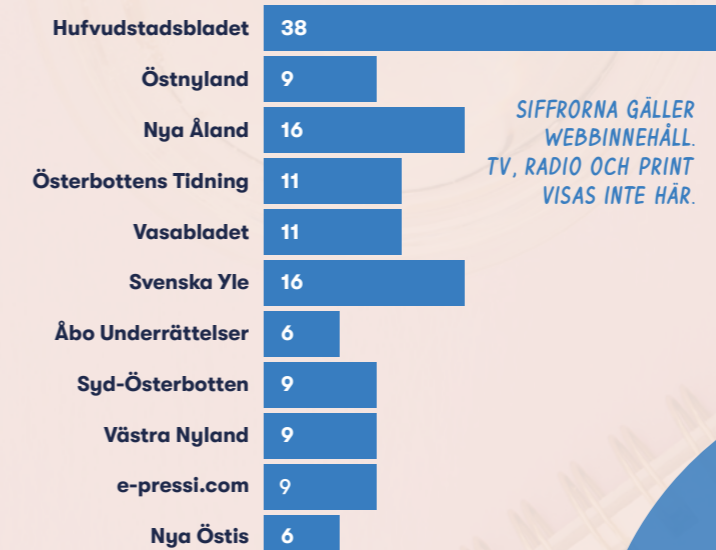 Hufvudstadsbladet 38
Östnyland 9
Nya Åland 16
Österbottens Tidning 11
Vasabladet 11
Svenska Yle 16
Åbo Underrättelser 6
Syd-Österbotten 9
Västra Nyland 9
e-pressi.com 9
Nya Östis 6
SIFFRORNA GÄLLER
WEBBINNEHÅLL.
TV, RADIO OCH PRINT
VISAS INTE HÄR.